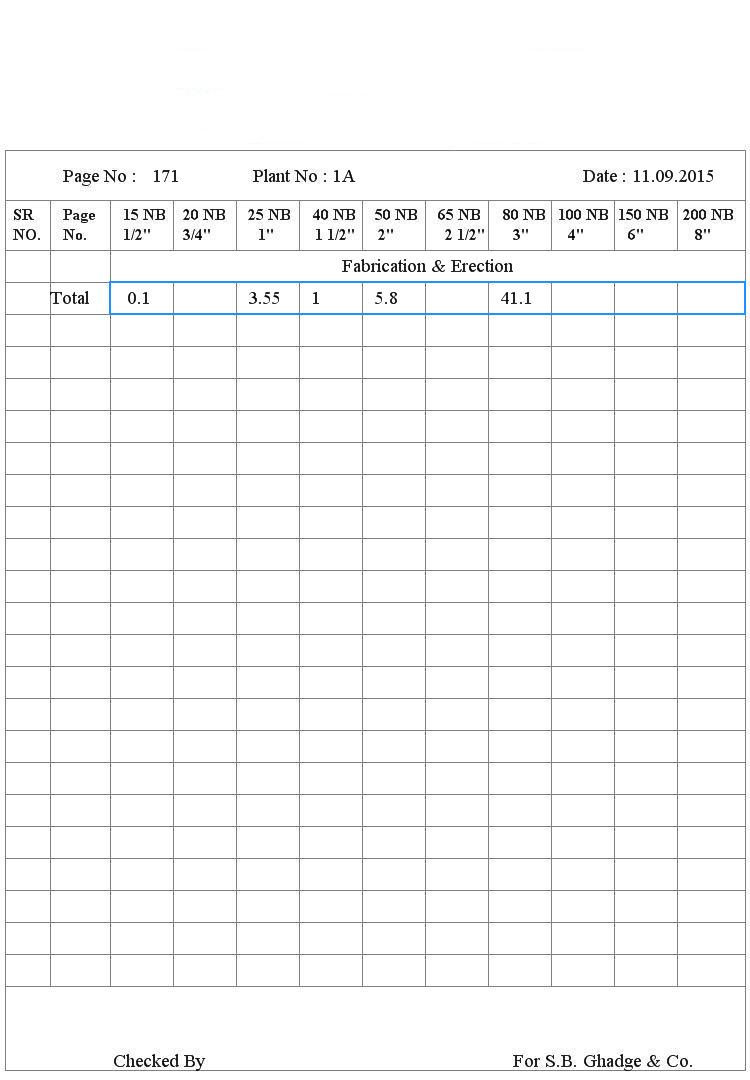 Page No : 171 Plant No : 1A Date : 11.09.2015
SR Page 15 NB 20 NB 25 NB 40 NB 50 NB 65 NB 80 NB 100 NB 150 NB 200 NB
NO. No. 1/2" 3/4" 1" 1 1/2" 2" 2 1/2" 3" 4" 6" 8"
Fabrication & Erection
Total 0.1 3.55 1 5.8 41.1
Checked By For S.B. Ghadge & Co.